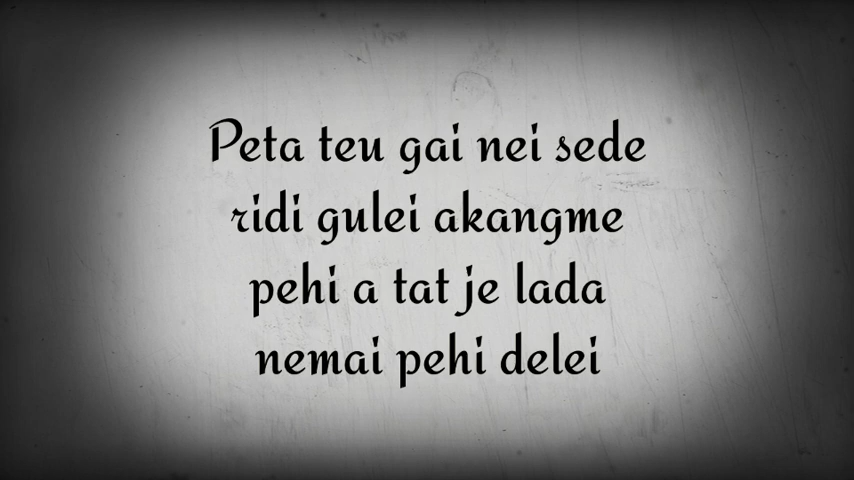 Peta teu gai nei sede
ridi gulei akangme
pehi a tat je lada
nemai pehi delei